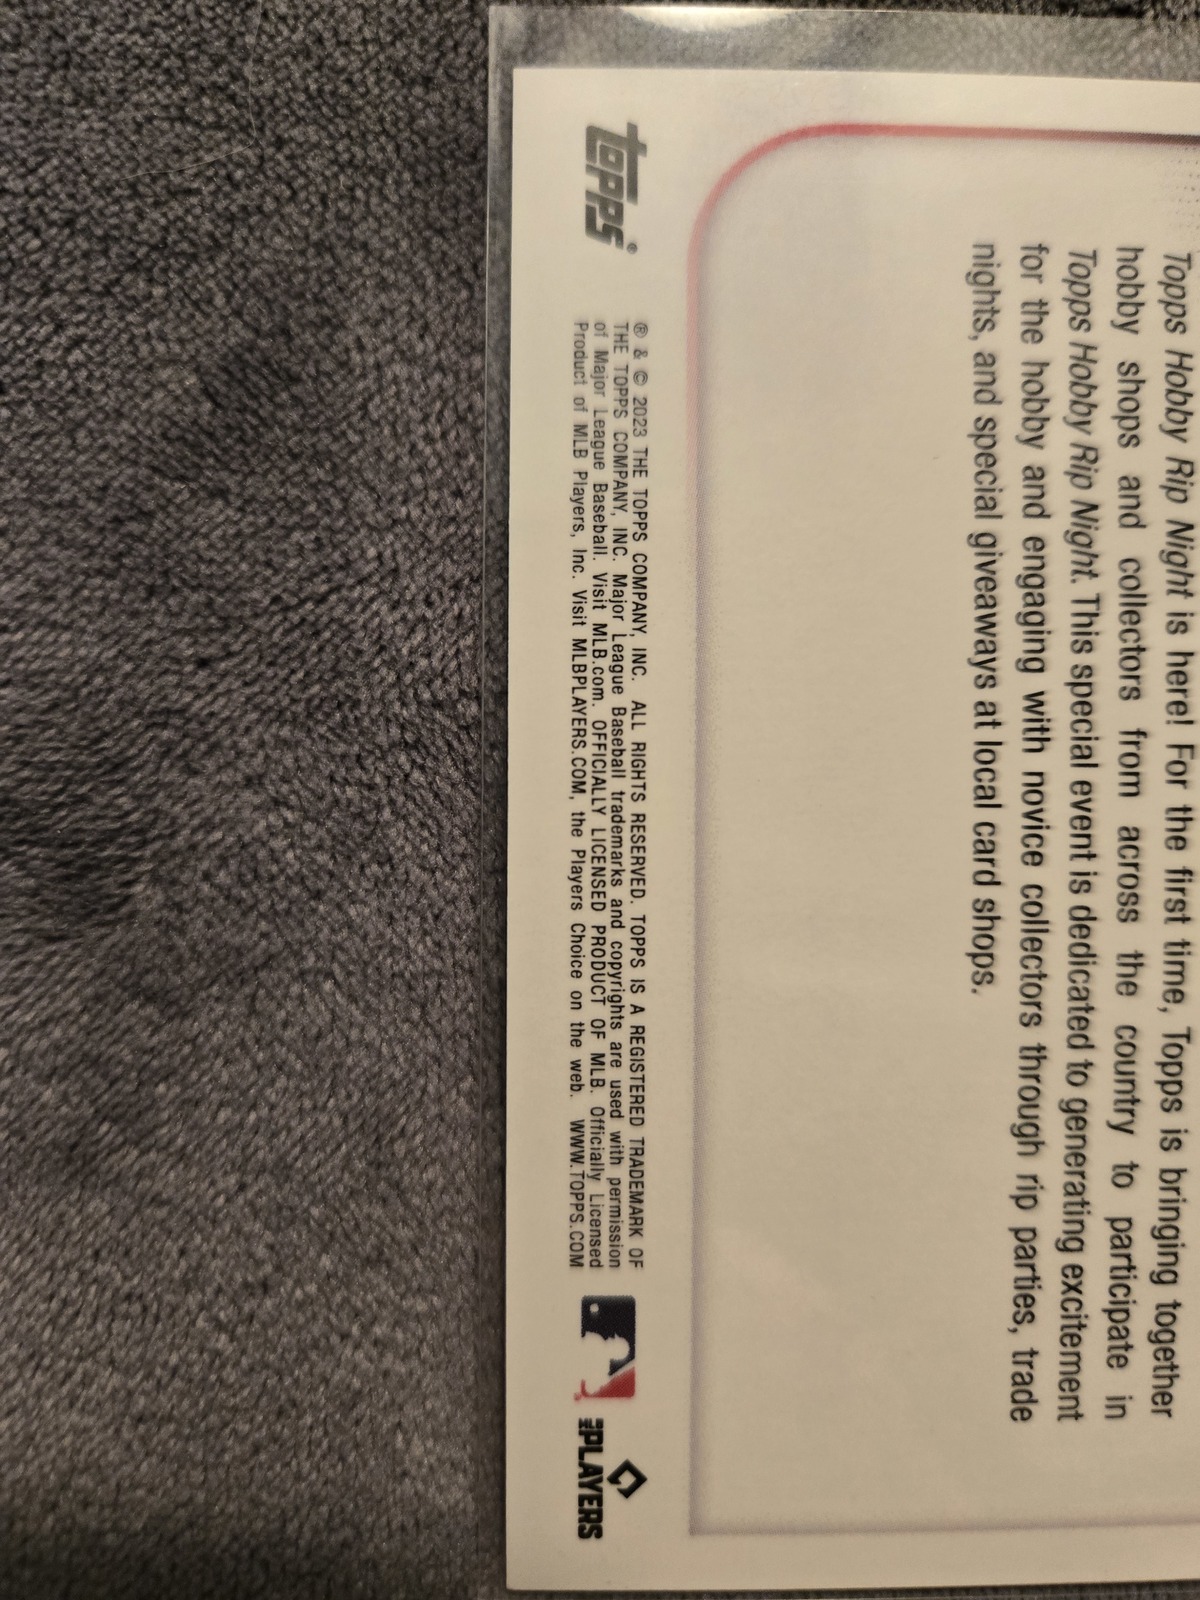 Topps Hobby Rip Night is here! For the first time, Topps is bringing together
hobby shops and collectors from across the country to participate in
Topps Hobby Rip Night. This special event is dedicated to generating excitement
for the hobby and engaging with novice collectors through rip parties, trade
nights, and special giveaways at local card shops.
topps®
® & © 2023 THE TOPPS COMPANY, INC. ALL RIGHTS RESERVED. TOPPS IS A REGISTERED TRADEMARK OF
THE TOPPS COMPANY, INC. Major League Baseball trademarks and copyrights are used with permission
of Major League Baseball. Visit MLB.com. OFFICIALLY LICENSED PRODUCT OF MLB. Officially Licensed
Product of MLB Players, Inc. Visit MLBPLAYERS.COM, the Players Choice on the web. WWW.TOPPS.COM
MLB PLAYERS